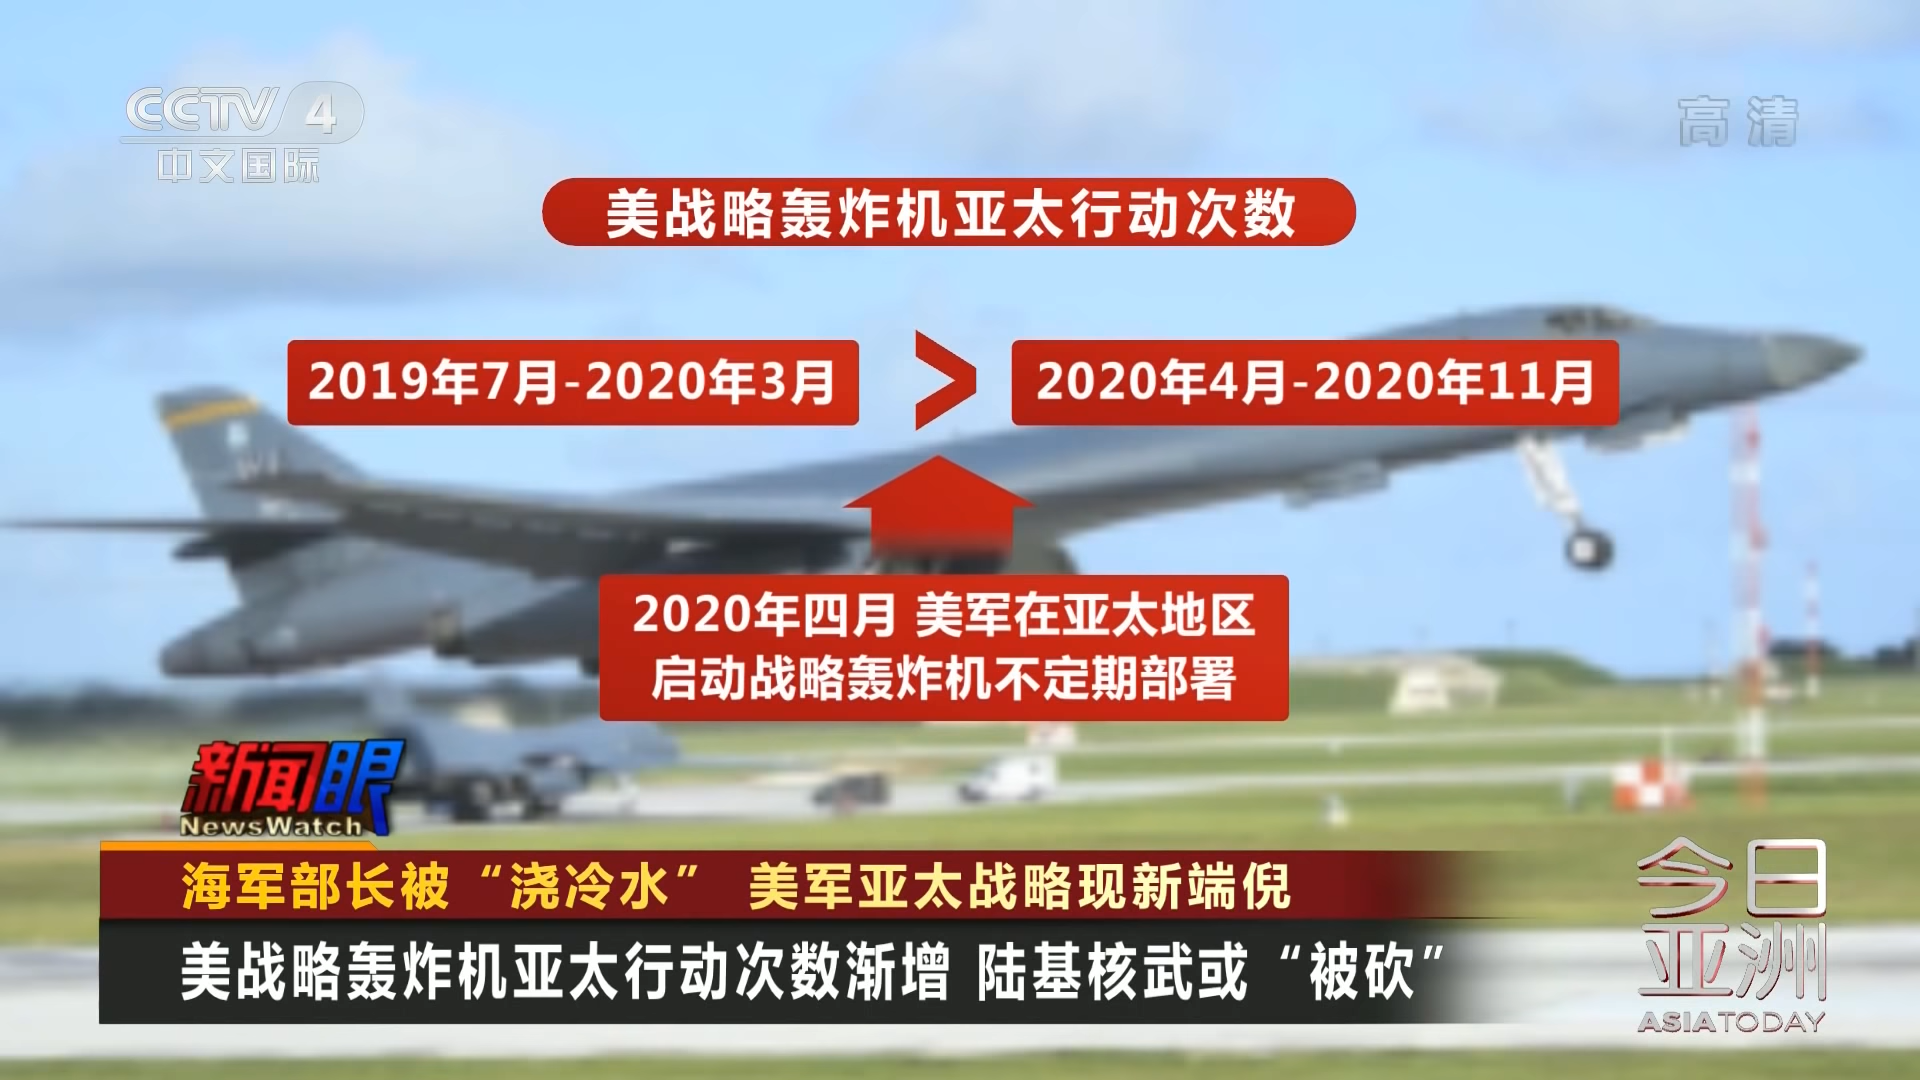 CCTV 4
中文国际
高清
美战略轰炸机亚太行动次数
2019年7月-2020年3月 > 2020年4月-2020年11月
2020年四月 美军在亚太地区
启动战略轰炸机不定期部署
新闻眼
NewsWatch
海军部长被“浇冷水” 美军亚太战略现新端倪
美战略轰炸机亚太行动次数渐增 陆基核武或“被砍”
今日
亚洲
ASIATODAY